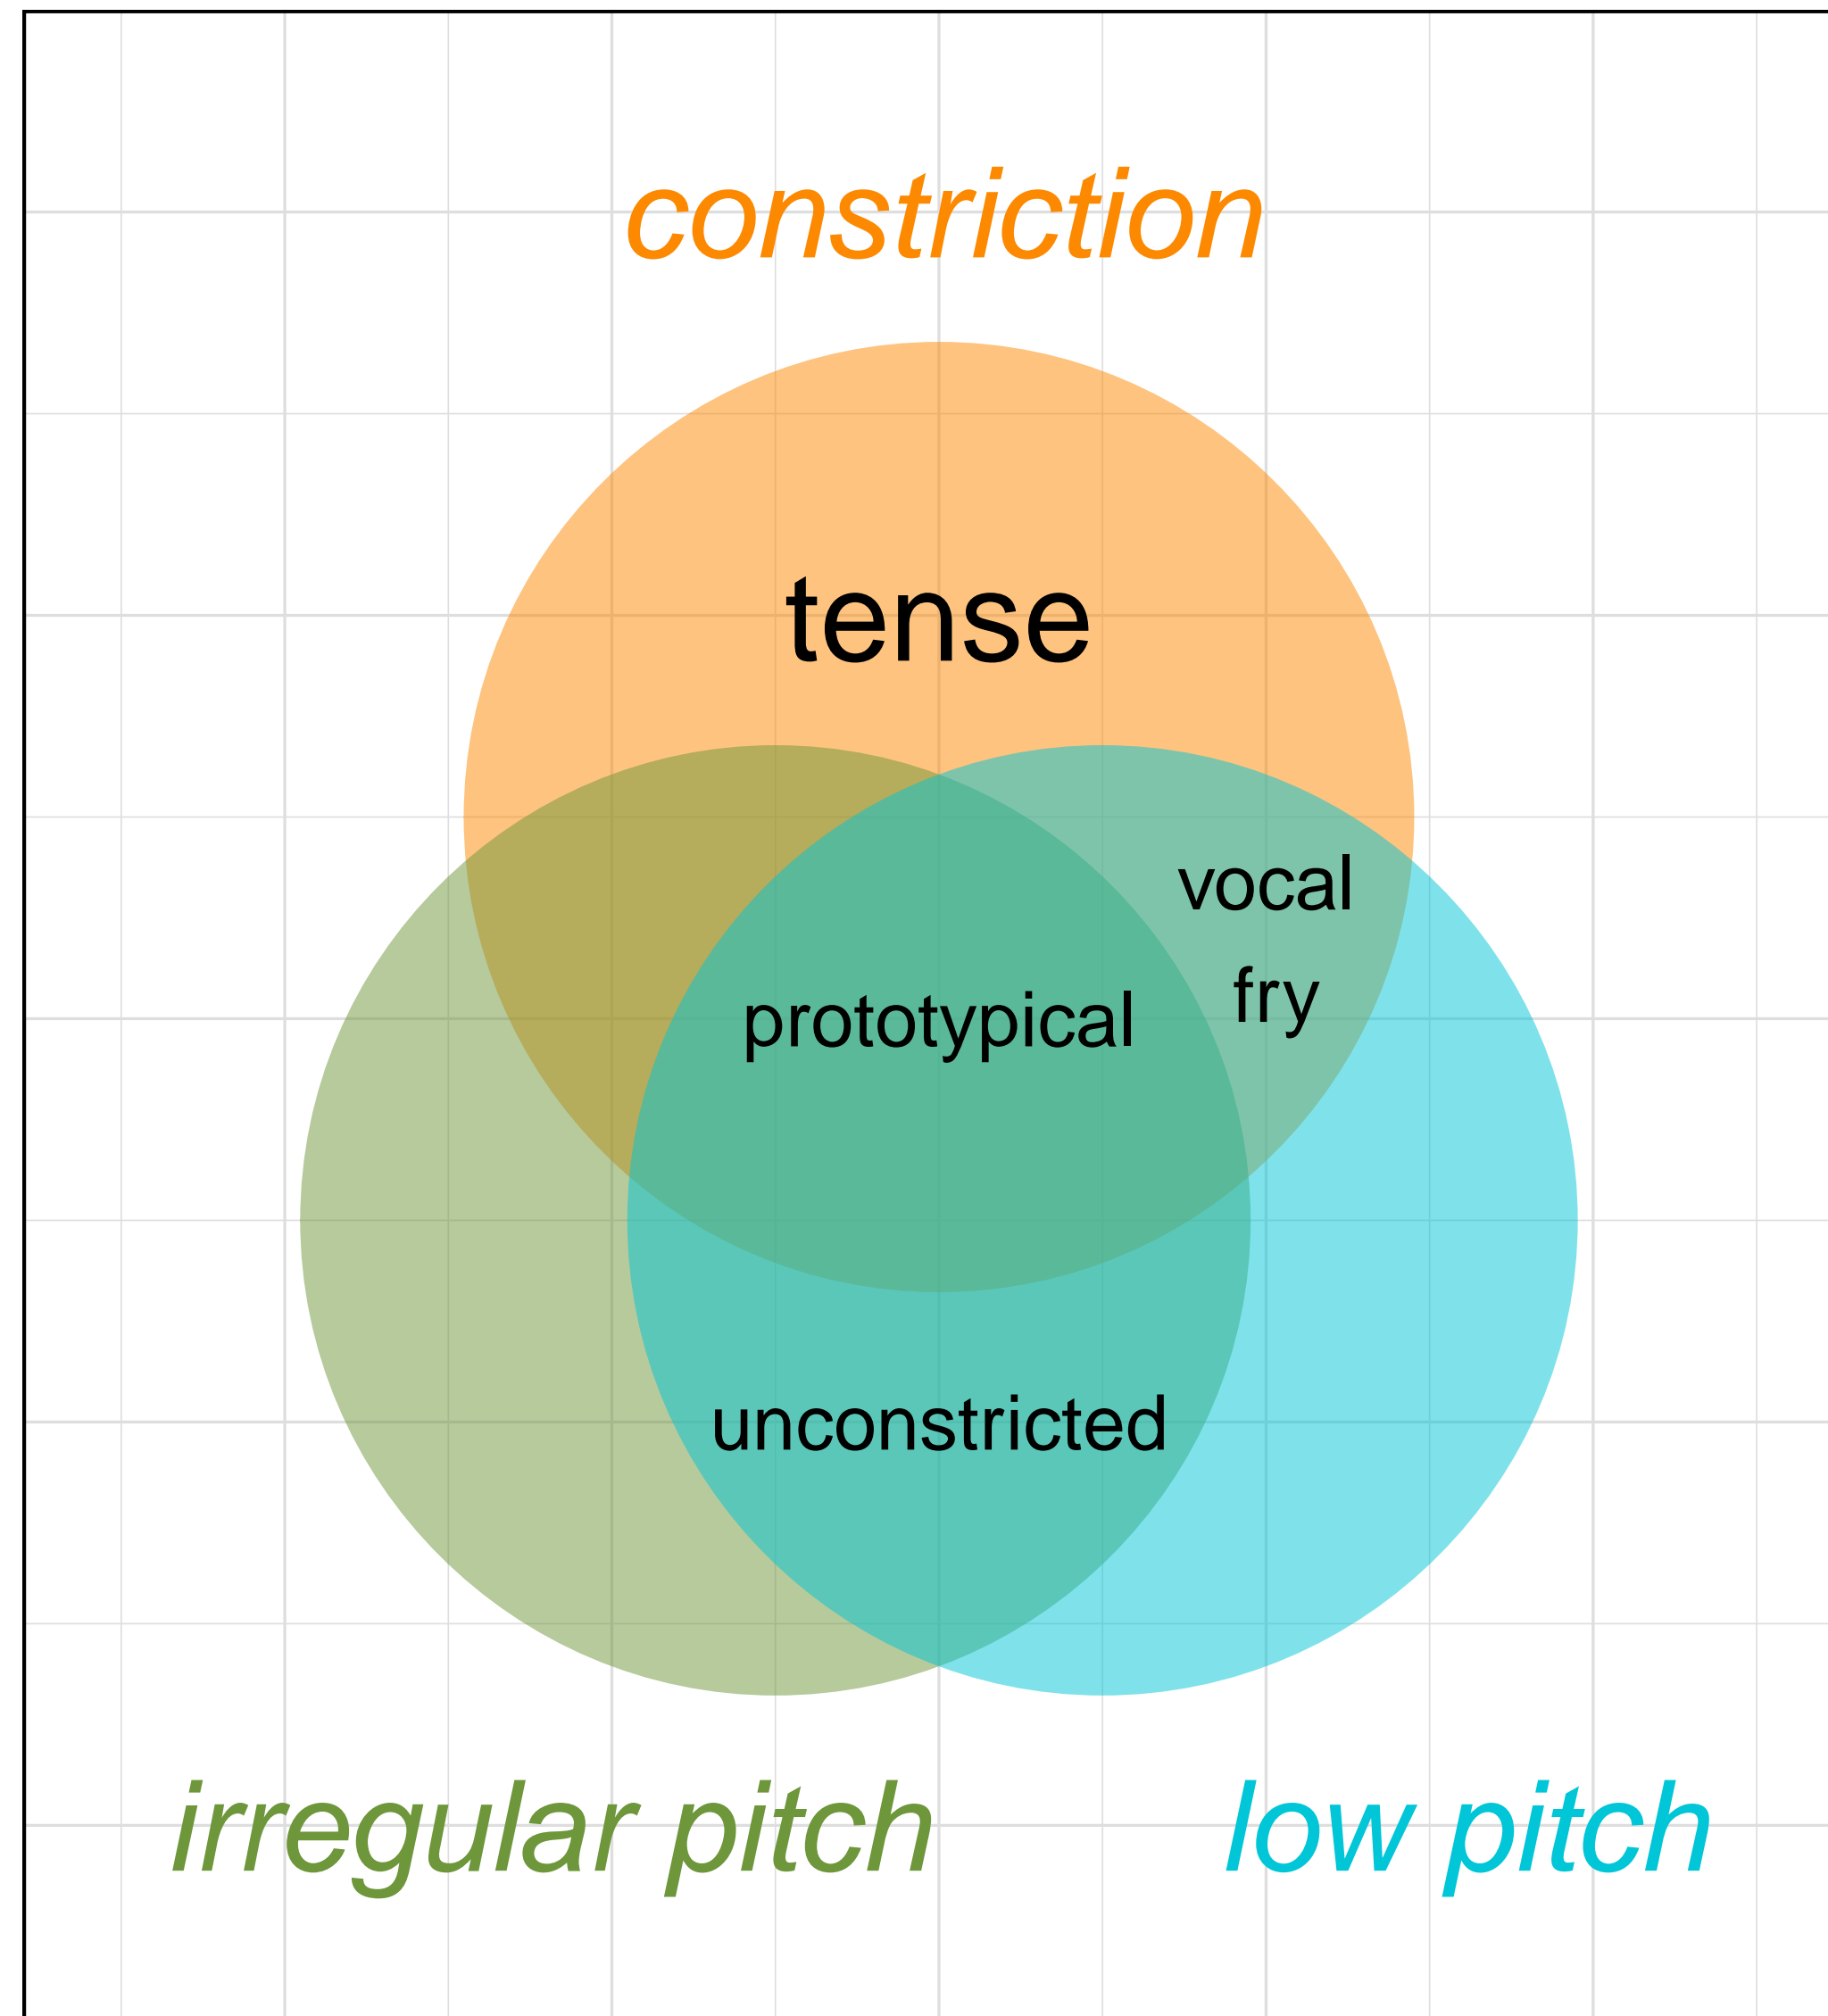 constriction
tense
vocal
fry
prototypical
unconstricted
irregular pitch
low pitch